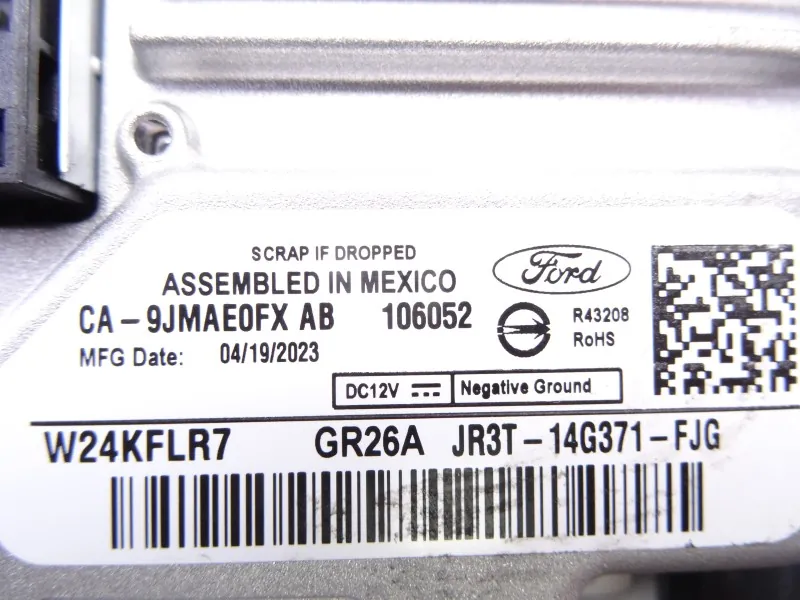 SCRAP IF DROPPED
ASSEMBLED IN MEXICO
Ford
CA-9JMAE0FX AB 106052
R43208
RoHS
MFG Date: 04/19/2023
DC12V Negative Ground
W24KFLR7 GR26A JR3T-14G371-FJG